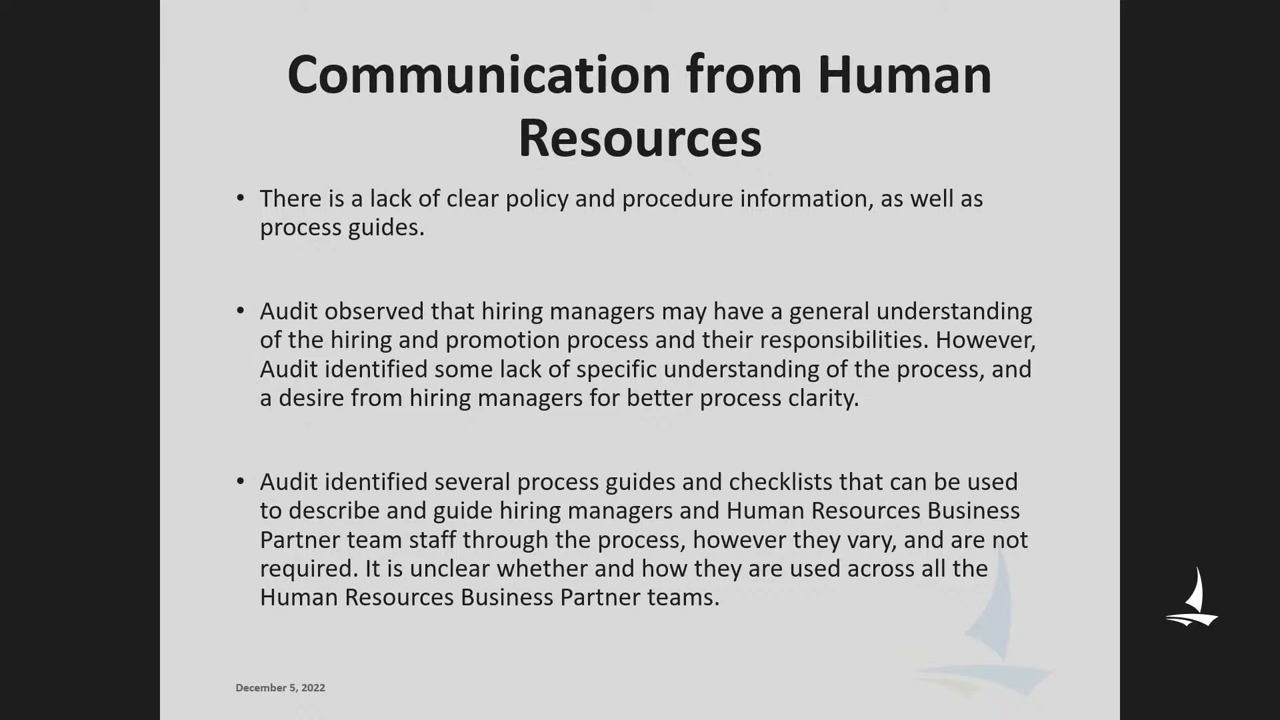 Communication from Human
Resources
• There is a lack of clear policy and procedure information, as well as
process guides.
• Audit observed that hiring managers may have a general understanding
of the hiring and promotion process and their responsibilities. However,
Audit identified some lack of specific understanding of the process, and
a desire from hiring managers for better process clarity.
• Audit identified several process guides and checklists that can be used
to describe and guide hiring managers and Human Resources Business
Partner team staff through the process, however they vary, and are not
required. It is unclear whether and how they are used across all the
Human Resources Business Partner teams.
December 5, 2022